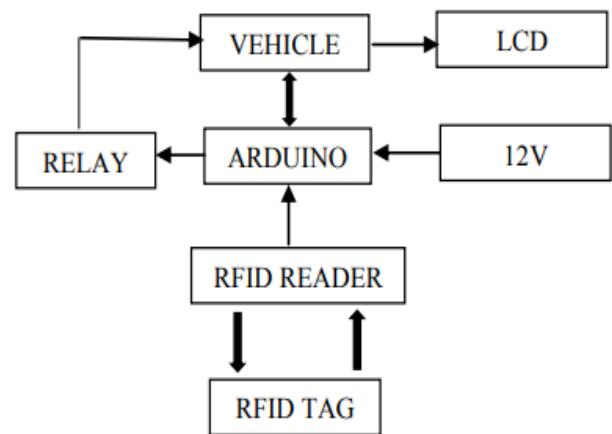 VEHICLE
LCD
RELAY
ARDUINO
12V
RFID READER
RFID TAG